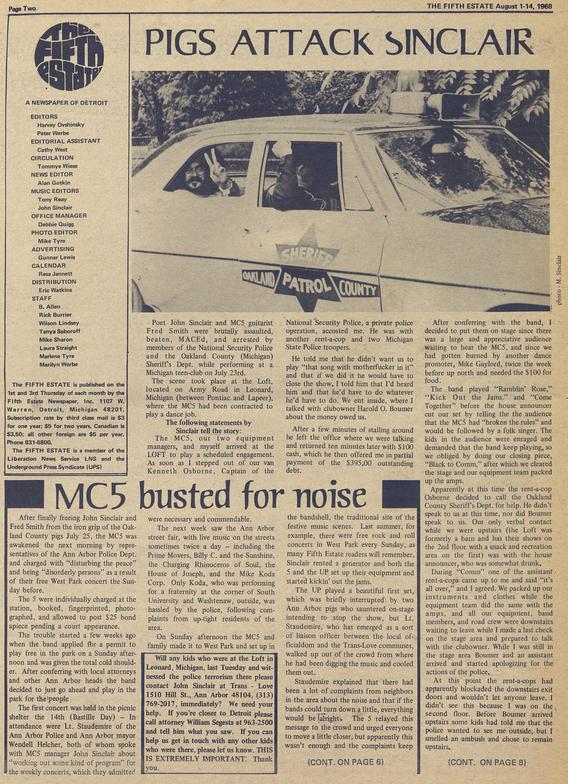 Page Two
THE FIFTH ESTATE August 1-14, 1968
The
FIFTH
Estate
A NEWSPAPER OF DETROIT
EDITORS
Harvey Ovshinsky
Peter Werbe
EDITORIAL ASSISTANT
Cathy West
CIRCULATION
Tommye Wiese
NEWS EDITOR
Alan Gotkin
MUSIC EDITORS
Tony Reay
John Sinclair
OFFICE MANAGER
Debbie Quigg
PHOTO EDITOR
Mike Tyre
ADVERTISING
Gunnar Lewis
CALENDAR
Resa Jannett
DISTRIBUTION
Eric Watkins
STAFF
B. Allen
Rick Burrier
Wilson Lindsey
Tanya Saboroff
Mike Sharon
Laura Straight
Marlene Tyre
Marilyn Werbe
The FIFTH ESTATE is published on the
1st and 3rd Thursday of each month by the
FIFTH ESTATE Newspaper, Inc. 1107 W.
Warren, Detroit, Michigan 48201.
Subscription rate by third class mail is $3
for one year; $5 for two years. Canadian is
$3.50; all other foreign are $5 per year.
Phone 831-6800.
The FIFTH ESTATE is a member of the
Liberation News Service LNS and the
Underground Press Syndicate (UPS)
PIGS ATTACK SINCLAIR
SHERIFF
OAKLAND PATROL COUNTY
photo: M. Sinclair
Poet John Sinclair and MC5 guitarist
Fred Smith were brutally assaulted,
beaten, MACEd, and arrested by
members of the National Security Police
and the Oakland County (Michigan)
Sheriff's Dept. while performing at a
Michigan teen-club on July 23rd.
The scene took place at the Loft,
located on Army Road in Leonard,
Michigan (between Pontiac and Lapeer),
where the MC5 had been contracted to
play a dance job.
The following statements by
Sinclair tell the story:
The MC5, our two equipment
managers, and myself arrived at the
LOFT to play a scheduled engagement.
As soon as I stepped out of our van
Kenneth Osborne, Captain of the
National Security Police, a private police
operation, accosted me. He was with
another rent-a-cop and two Michigan
State Police troopers.
He told me that he didn't want us to
play "that song with motherfucker in it"
and that if we did it he would have to
close the show, I told him that I'd heard
him and that he'd have to do whatever
he'd have to do. We ent inside, where I
talked with clubowner Harold O. Boumer
about the money owed us.
After a few minutes of stalling around
he left the office where we were talking
and returned ten minutes later with $100
cash, which he then offered me in partial
payment of the $395.00 outstanding
debt.
After conferring with the band, I
decided to put them on stage since there
was a large and appreciative audience
waiting to hear the MC5, and since we
had gotten burned by another dance
promoter, Mike Gaylord, twice the week
before up north and needed the $100 for
food.
The band played "Ramblin' Rose,"
"Kick Out the Jams," and "Come
Together" before the house announcer
cut our set by telling the the audience
that the MC5 had "broken the rules" and
would be followed by a folk singer. The
kids in the audience were enraged and
demanded that the band keep playing, so
we obliged by doing our closing piece,
"Black to Comm," after which we cleared
the stage and our equipment team packed
up the amps.
Apparently at this time the rent-a-cop
Osborne decided to call the Oakland
County Sheriff's Dept. for help. He didn't
speak to us at this time, nor did Boumer
speak to us. Our only verbal contact
while we were upstairs (the Loft was
formerly a barn and has their shows on
the 2nd floor with a snack and recreation
area on the first) was with the house
announcer, who was somewhat drunk.
During "Comm" one of the assistant
rent-a-cops came up to me and said "it's
all over," and I agreed. We packed up our
instruments and clothes while the
equipment team did the same with the
amps, and all our equipment, band
members, and road crew were downstairs
waiting to leave while I made a last check
on the stage area and prepared to talk
with the clubowner. While I was still in
the stage area Boumer and an assistant
arrived and started apologizing for the
actions of the police.
At this point the rent-a-cops had
apparently blockaded the downstairs exit
doors and wouldn't let anyone leave. I
didn't see this because I was on the
second floor. Before Boumer arrived
upstairs some kids had told me that the
police wanted to see me outside, but I
smelled an ambush and chose to remain
upstairs.
(CONT. ON PAGE 8)
MC5 busted for noise
After finally freeing John Sinclair and
Fred Smith from the iron grip of the Oak-
land County pigs July 25, the MC5 was
awakened the next morning by repre-
sentatives of the Ann Arbor Police Dept.
and charged with "disturbing the peace"
and being "disorderly persons" as a result
of their free West Park concert the Sun-
day before.
The 5 were individually charged at the
station, booked, fingerprinted, photo-
graphed, and allowed to post $25 bond
apiece pending a court appearance.
The trouble started a few weeks ago
when the band applied for a permit to
play free in the park on a Sunday after-
noon and was given the total cold should-
er. After conferring with local attorneys
and other Ann Arbor heads the band
decided to just go ahead and play in the
park for the people
The first concert was held in the picnic
shelter the 14th (Bastille Day) – In
attendance were Lt. Staudemire of the
Ann Arbor Police and Ann Arbor mayor
Wendell Helcher, both of whom spoke
with MC5 manager John Sinclair about
"working out some kind of program" for
the weekly concerts, which they admitted
were necessary and commendable.
The next week saw the Ann Arbor
street fair, with live music on the streets
sometimes twice a day – including the
Prime Movers, Billy C. and the Sunshine,
the Charging Rhinoceros of Soul, the
House of Joseph, and the Mike Koda
Corp. Only Koda, who was performing
for a fraternity at the corner of South
University and Washtenaw, outside, was
hassled by the police, following com-
plaints from up-tight residents of the
area.
On Sunday afternoon the MC5 and
family made it to West Park and set up in
Will any kids who were at the Loft in
Leonard, Michigan, last Tuesday and wit-
nessed the police terrorism there please
contact John Sinclair at Trans - Love
1510 Hill St., Ann Arbor 48104, (313)
769-2017, immediately? We need your
help. If you're closer to Detroit please
call attorney William Segesta at 963-2500
and tell him what you saw. If you can
help us get in touch with any other kids
who were there, please let us know. THIS
IS EXTREMELY IMPORTANT. Thank
you.
the bandshell, the traditional site of the
festive music scenes. Last summer, for
example, there were free rock and roll
concerts in West Park every Sunday, as
many Fifth Estate readers will remember.
Sinclair rented a generator and both the
5 and the UP set up their equipment and
started kickin' out the jams.
The UP played a beautiful first set,
which was briefly interrupted by two
Ann Arbor pigs who sauntered on-stage
intending to stop the show, but Lt.
Staudemire, who has emerged as a sort
of liaison officer between the local of-
ficialdom and the Trans-Love communes,
walked up out of the crowd from where
he had been digging the music and cooled
them out.
Staudemire explained that there had
been a lot of complaints from neighbors
in the area about the noise and that if the
bands could turn down a little, everything
would be alright. The 5 relayed this
message to the crowd and urged everyone
to move a little closer; but apparently this
wasn't enough and the complaints keep
(CONT. ON PAGE 6)